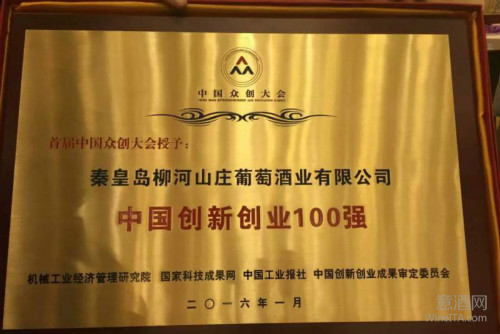 中国众创大会
首届中国众创大会授予：
秦皇岛柳河山庄葡萄酒业有限公司
中国创新创业100强
机械工业经济管理研究院 国家科技成果网 中国工业报社 中国创新创业成果审定委员会
二〇一六年一月
意酒网
WineITA.com